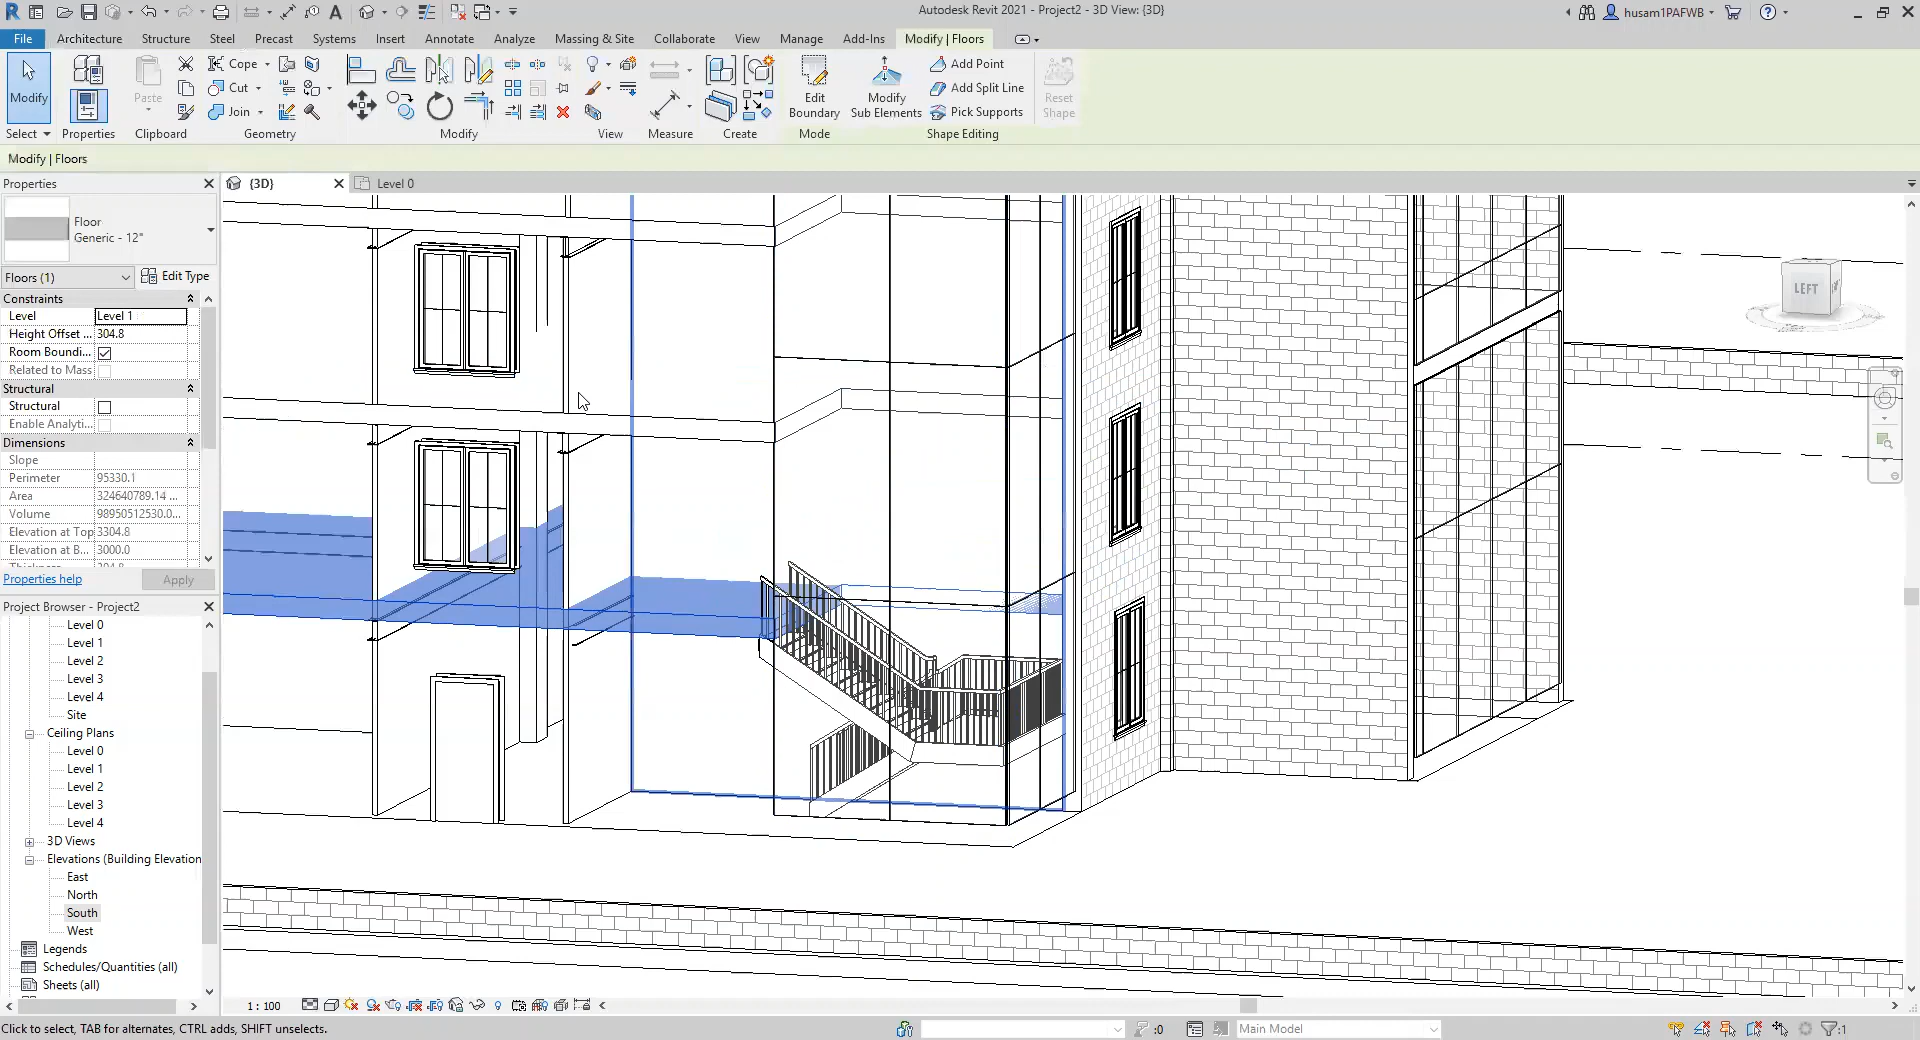 Autodesk Revit 2021 - Project2 - 3D View: {3D}
husam1PAFWB
File Architecture Structure Steel Precast Systems Insert Annotate Analyze Massing & Site Collaborate View Manage Add-Ins Modify | Floors
Modify
Select
Properties
Paste
Clipboard
Cope
Cut
Join
Geometry
Modify
View
Measure
Create
Edit
Boundary
Mode
Modify
Sub Elements
Add Point
Add Split Line
Pick Supports
Shape Editing
Reset
Shape
Modify | Floors
Properties
{3D}
Level 0
Floor
Generic - 12"
Floors (1)
Edit Type
Constraints
Level Level 1
Height Offset ... 304.8
Room Boundi...
Related to Mass
Structural
Structural
Enable Analyti...
Dimensions
Slope
Perimeter 95330.1
Area 324640789.14 ...
Volume 98950512530.0...
Elevation at Top 3304.8
Elevation at B... 3000.0
Properties help
Apply
Project Browser - Project2
Level 0
Level 1
Level 2
Level 3
Level 4
Site
Ceiling Plans
Level 0
Level 1
Level 2
Level 3
Level 4
3D Views
Elevations (Building Elevation
East
North
South
West
Legends
Schedules/Quantities (all)
Sheets (all)
LEFT
1 : 100
Click to select, TAB for alternates, CTRL adds, SHIFT unselects.
:0
Main Model
:1